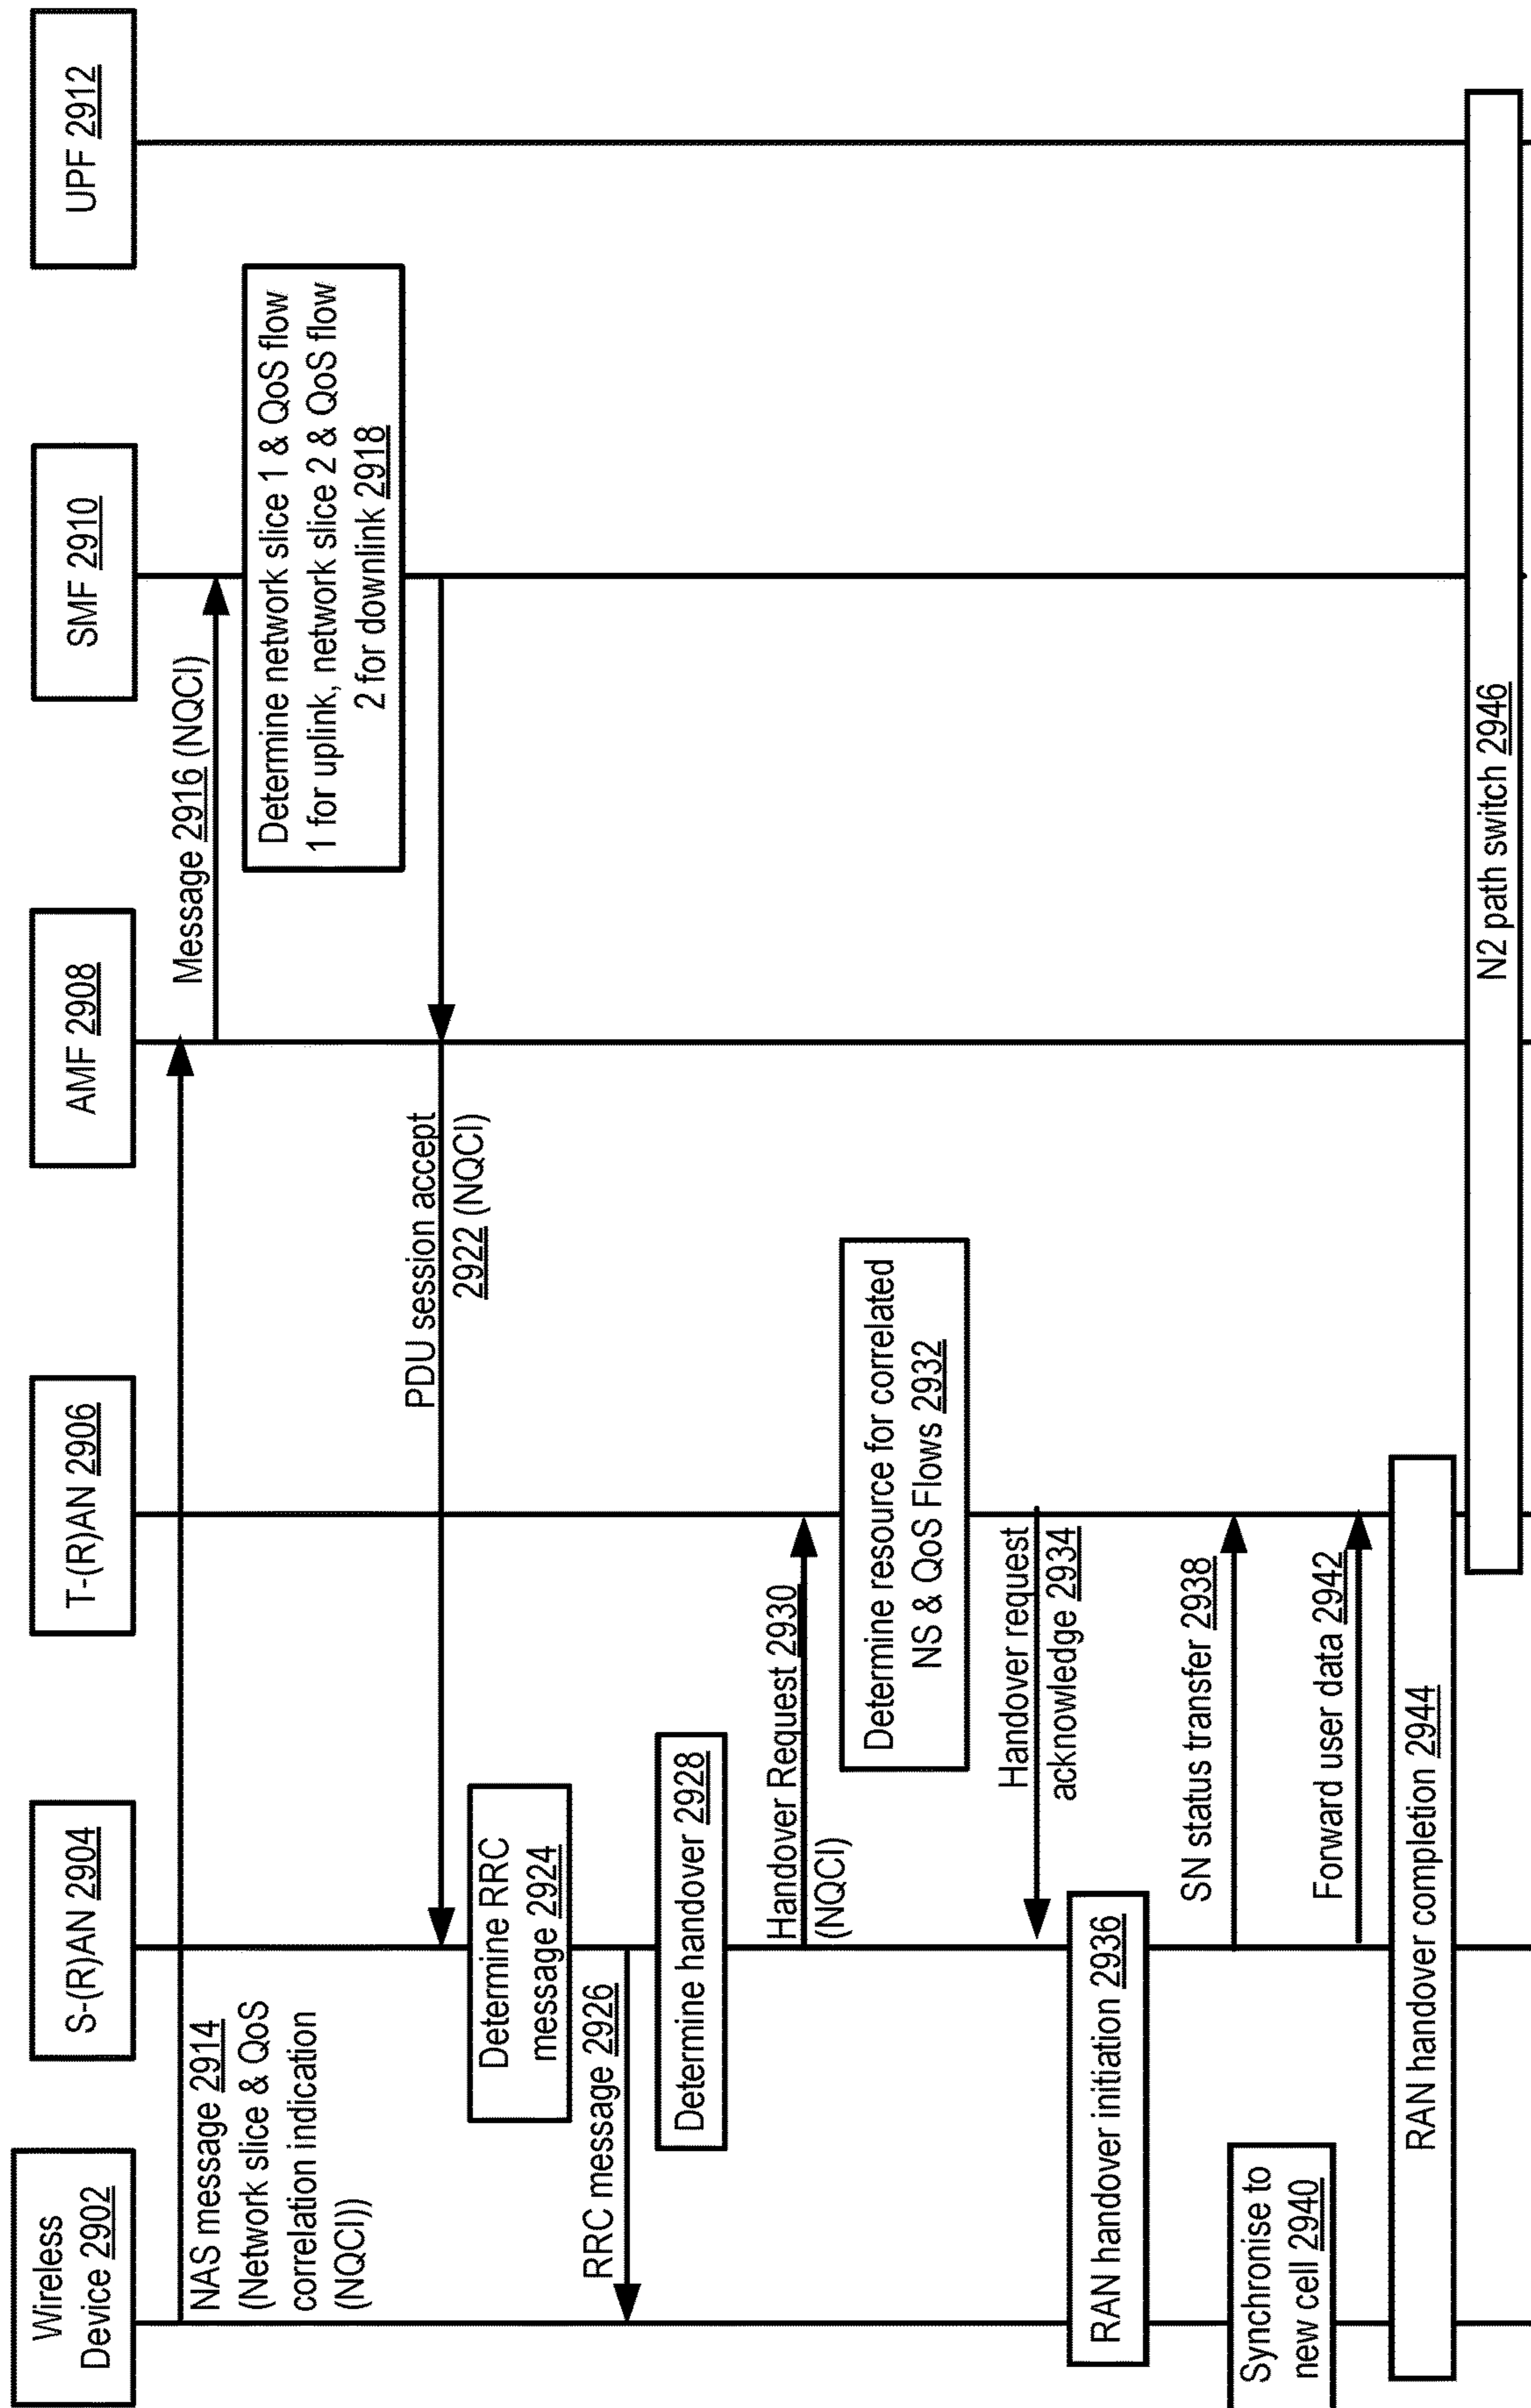 Wireless
Device 2902
S-(R)AN 2904
T-(R)AN 2906
AMF 2908
SMF 2910
UPF 2912
NAS message 2914
(Network slice & QoS
correlation indication
(NQCI))
Message 2916 (NQCI)
Determine network slice 1 & QoS flow
1 for uplink, network slice 2 & QoS flow
2 for downlink 2918
PDU session accept
2922 (NQCI)
Determine RRC
message 2924
RRC message 2926
Determine handover 2928
Handover Request 2930
(NQCI)
Determine resource for correlated
NS & QoS Flows 2932
Handover request
acknowledge 2934
RAN handover initiation 2936
SN status transfer 2938
Synchronise to
new cell 2940
Forward user data 2942
RAN handover completion 2944
N2 path switch 2946